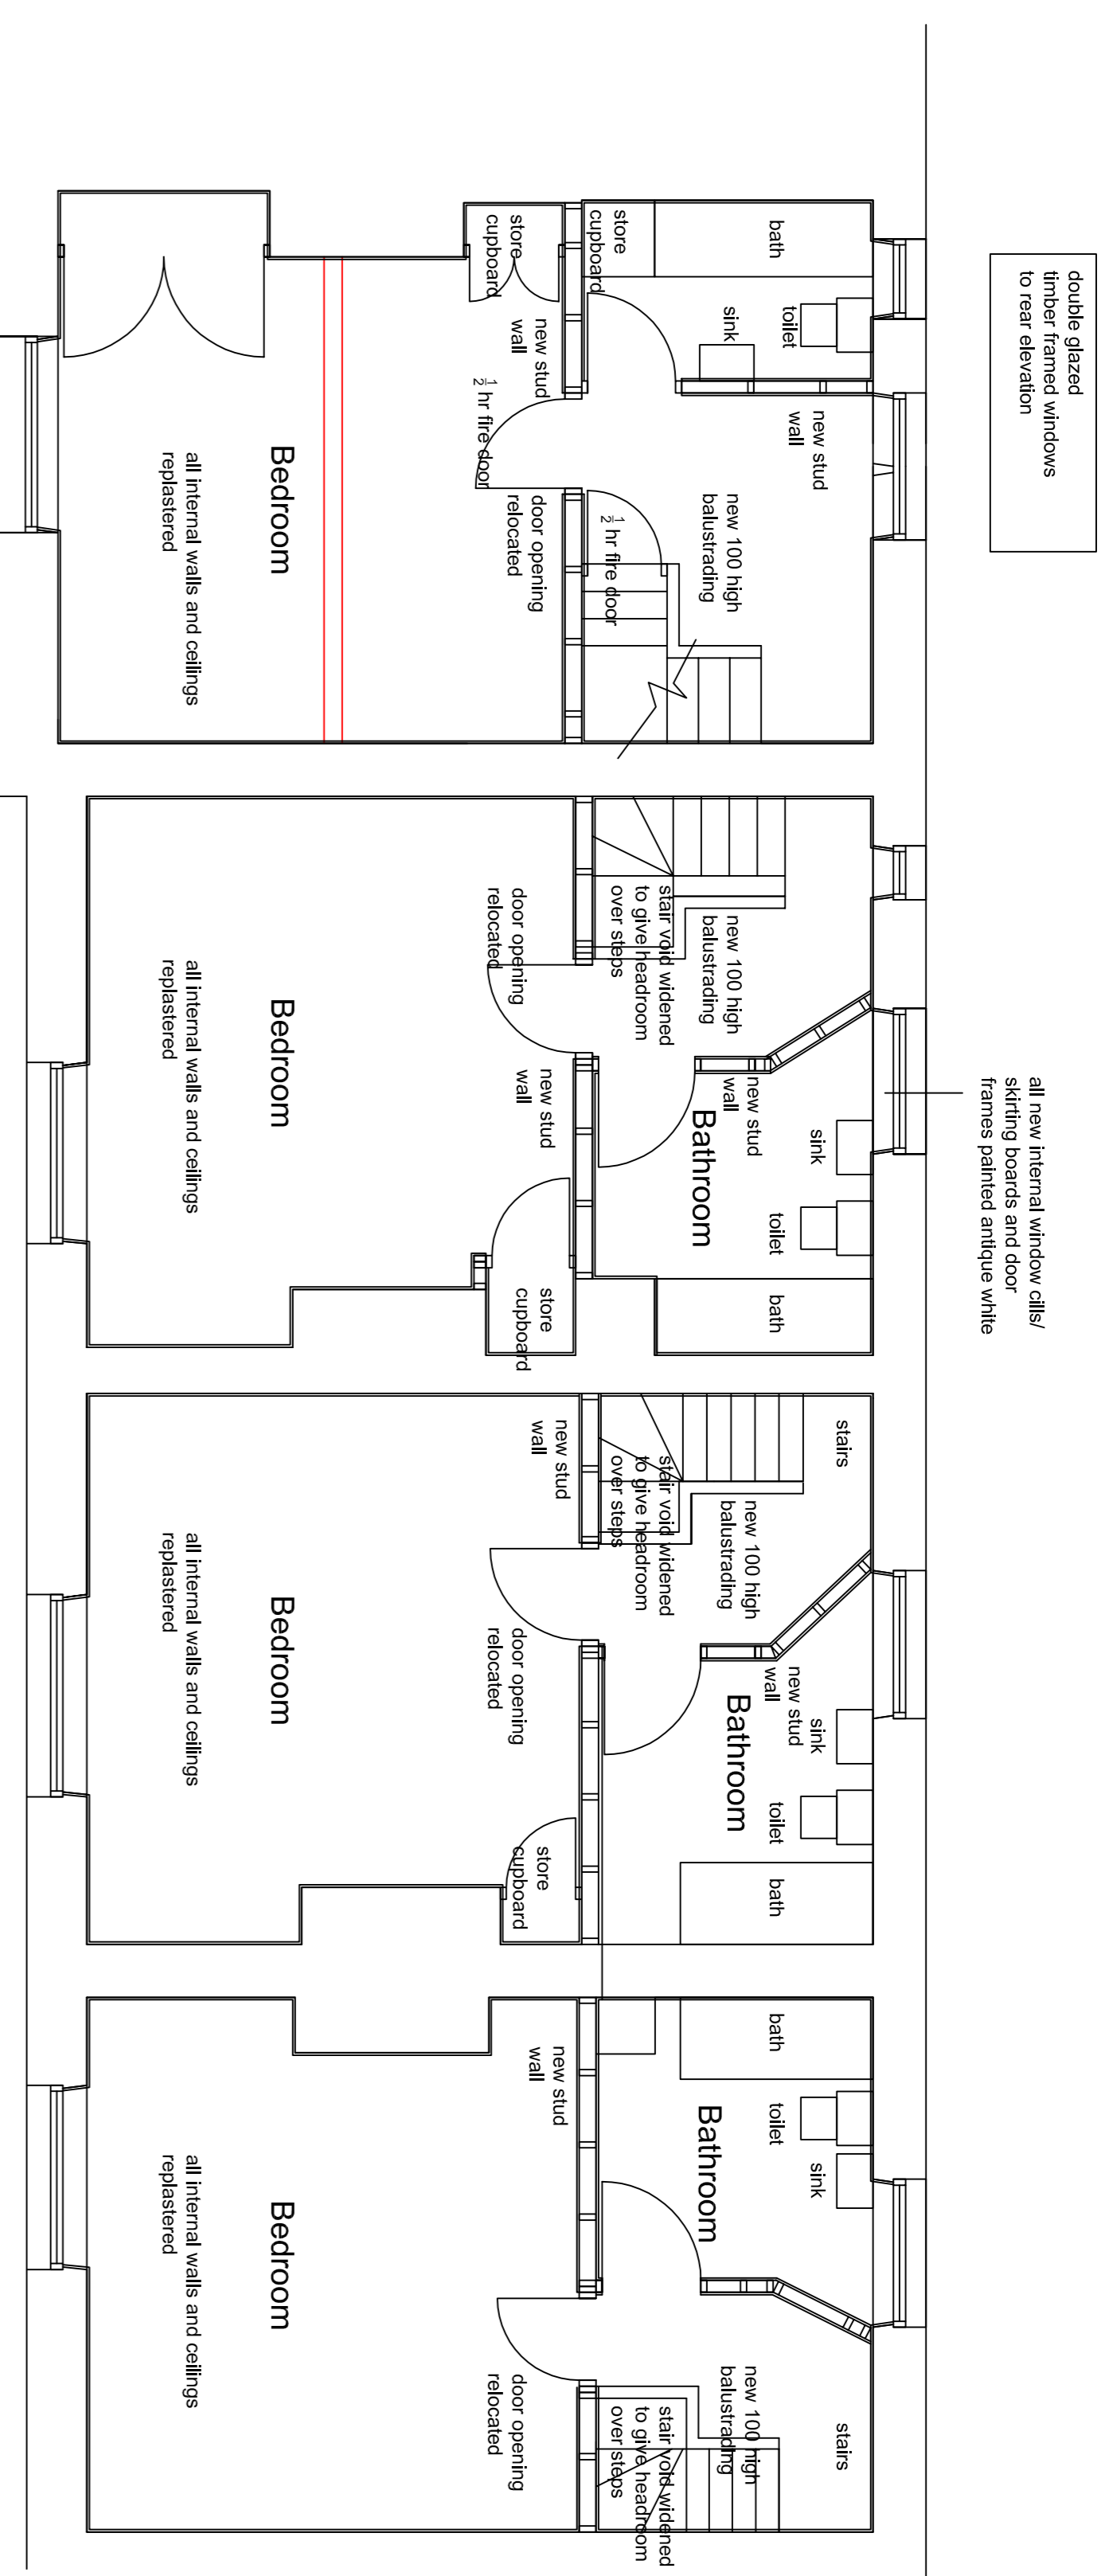 double glazed
timber framed windows
to rear elevation
all new internal window cills/
skirting boards and door
frames painted antique white
bath
toilet
sink
store
cupboard
new stud
wall
new 100 high
balustrading
½ hr fire door
store
cupboard
new stud
wall
½ hr fire door
door opening
relocated
Bedroom
all internal walls and ceilings
replastered
new 100 high
balustrading
stair void widened
to give headroom
over steps
new stud
wall
Bathroom
sink
toilet
bath
door opening
relocated
new stud
wall
store
cupboard
Bedroom
all internal walls and ceilings
replastered
stairs
new 100 high
balustrading
stair void widened
to give headroom
over steps
new stud
wall
sink
toilet
bath
Bathroom
new stud
wall
door opening
relocated
store
cupboard
Bedroom
all internal walls and ceilings
replastered
bath
toilet
sink
Bathroom
stairs
new 100 high
balustrading
stair void widened
to give headroom
over steps
new stud
wall
door opening
relocated
Bedroom
all internal walls and ceilings
replastered